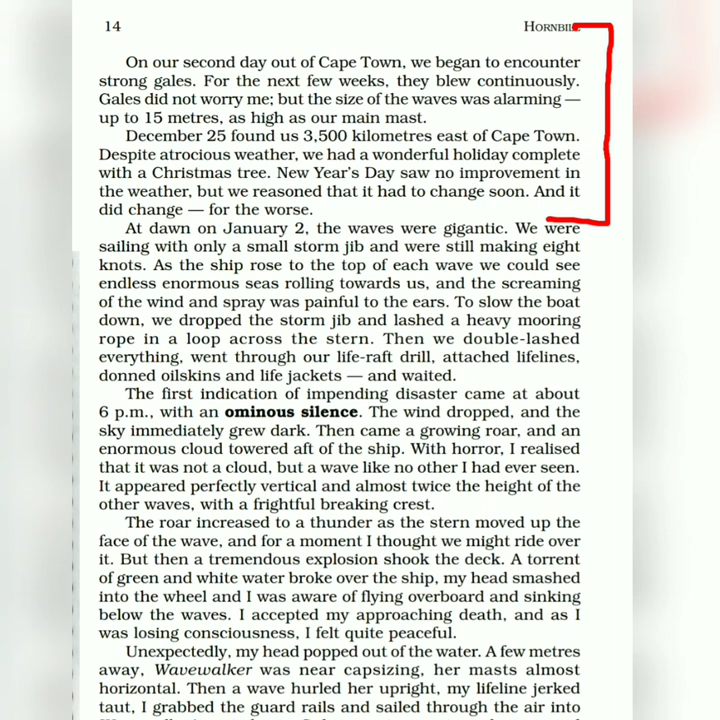 14
HORNBILL
On our second day out of Cape Town, we began to encounter
strong gales. For the next few weeks, they blew continuously.
Gales did not worry me; but the size of the waves was alarming —
up to 15 metres, as high as our main mast.
December 25 found us 3,500 kilometres east of Cape Town.
Despite atrocious weather, we had a wonderful holiday complete
with a Christmas tree. New Year's Day saw no improvement in
the weather, but we reasoned that it had to change soon. And it
did change — for the worse.
At dawn on January 2, the waves were gigantic. We were
sailing with only a small storm jib and were still making eight
knots. As the ship rose to the top of each wave we could see
endless enormous seas rolling towards us, and the screaming
of the wind and spray was painful to the ears. To slow the boat
down, we dropped the storm jib and lashed a heavy mooring
rope in a loop across the stern. Then we double-lashed
everything, went through our life-raft drill, attached lifelines,
donned oilskins and life jackets — and waited.
The first indication of impending disaster came at about
6 p.m., with an ominous silence. The wind dropped, and the
sky immediately grew dark. Then came a growing roar, and an
enormous cloud towered aft of the ship. With horror, I realised
that it was not a cloud, but a wave like no other I had ever seen.
It appeared perfectly vertical and almost twice the height of the
other waves, with a frightful breaking crest.
The roar increased to a thunder as the stern moved up the
face of the wave, and for a moment I thought we might ride over
it. But then a tremendous explosion shook the deck. A torrent
of green and white water broke over the ship, my head smashed
into the wheel and I was aware of flying overboard and sinking
below the waves. I accepted my approaching death, and as I
was losing consciousness, I felt quite peaceful.
Unexpectedly, my head popped out of the water. A few metres
away, Wavewalker was near capsizing, her masts almost
horizontal. Then a wave hurled her upright, my lifeline jerked
taut, I grabbed the guard rails and sailed through the air into